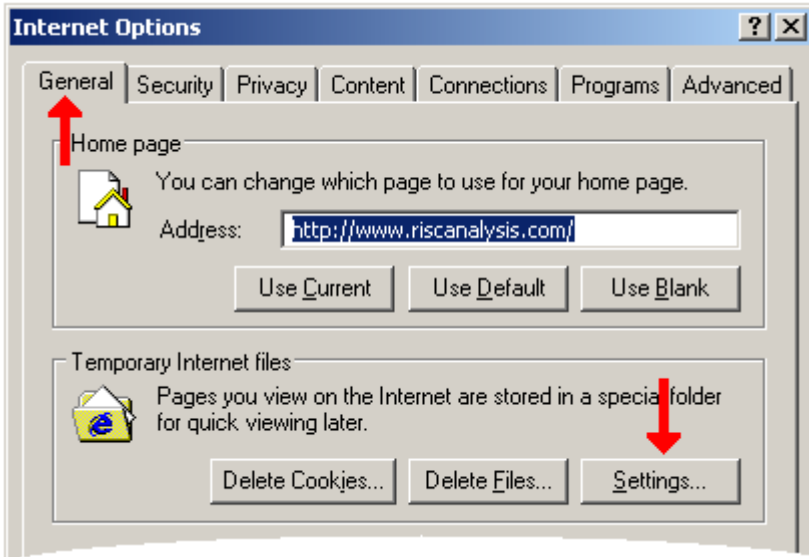 Internet Options
General Security Privacy Content Connections Programs Advanced
Home page
You can change which page to use for your home page.
Address: http://www.riscanalysis.com/
Use Current Use Default Use Blank
Temporary Internet files
Pages you view on the Internet are stored in a special folder
for quick viewing later.
Delete Cookies... Delete Files... Settings...